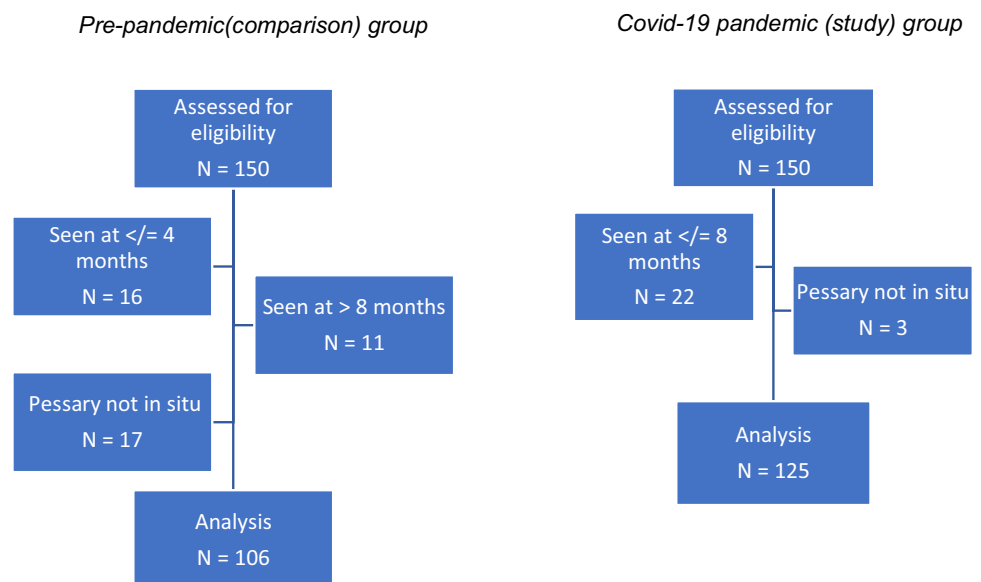 Pre-pandemic(comparison) group
Assessed for
eligibility
N = 150
Seen at </= 4
months
N = 16
Seen at > 8 months
N = 11
Pessary not in situ
N = 17
Analysis
N = 106
Covid-19 pandemic (study) group
Assessed for
eligibility
N = 150
Seen at </= 8
months
N = 22
Pessary not in situ
N = 3
Analysis
N = 125